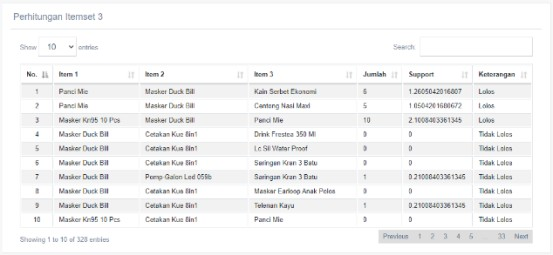 Perhitungan Itemset 3
Show 10 entries Search:
No. Item 1 Item 2 Item 3 Jumlah Support Keterangan
1 Panci Mie Masker Duck Bill Kain Serbet Ekonomi 6 1.2605042016807 Lolos
2 Panci Mie Masker Duck Bill Centong Nasi Maxi 5 1.0504201680672 Lolos
3 Masker Kn95 10 Pcs Masker Duck Bill Panci Mie 10 2.1008403361345 Lolos
4 Masker Duck Bill Cetakan Kue 8in1 Drink Frestea 350 Ml 0 0 Tidak Lolos
5 Masker Duck Bill Cetakan Kue 8in1 Lc Sil Water Proof 0 0 Tidak Lolos
6 Masker Duck Bill Cetakan Kue 8in1 Saringan Kran 3 Batu 0 0 Tidak Lolos
7 Masker Duck Bill Pomp-Galon Led Saringan Kran 3 Batu 1 0.21008403361345 Tidak Lolos
8 Masker Duck Bill Cetakan Kue 8in1 Masker Earloop Anak Polos 0 0 Tidak Lolos
9 Masker Duck Bill Cetakan Kue 8in1 Telenan Kayu 1 0.21008403361345 Tidak Lolos
10 Masker Kn95 10 Pcs Cetakan Kue 8in1 Panci Mie 0 0 Tidak Lolos
Showing 1 to 10 of 328 entries Previous 1 2 3 4 5 … 33 Next